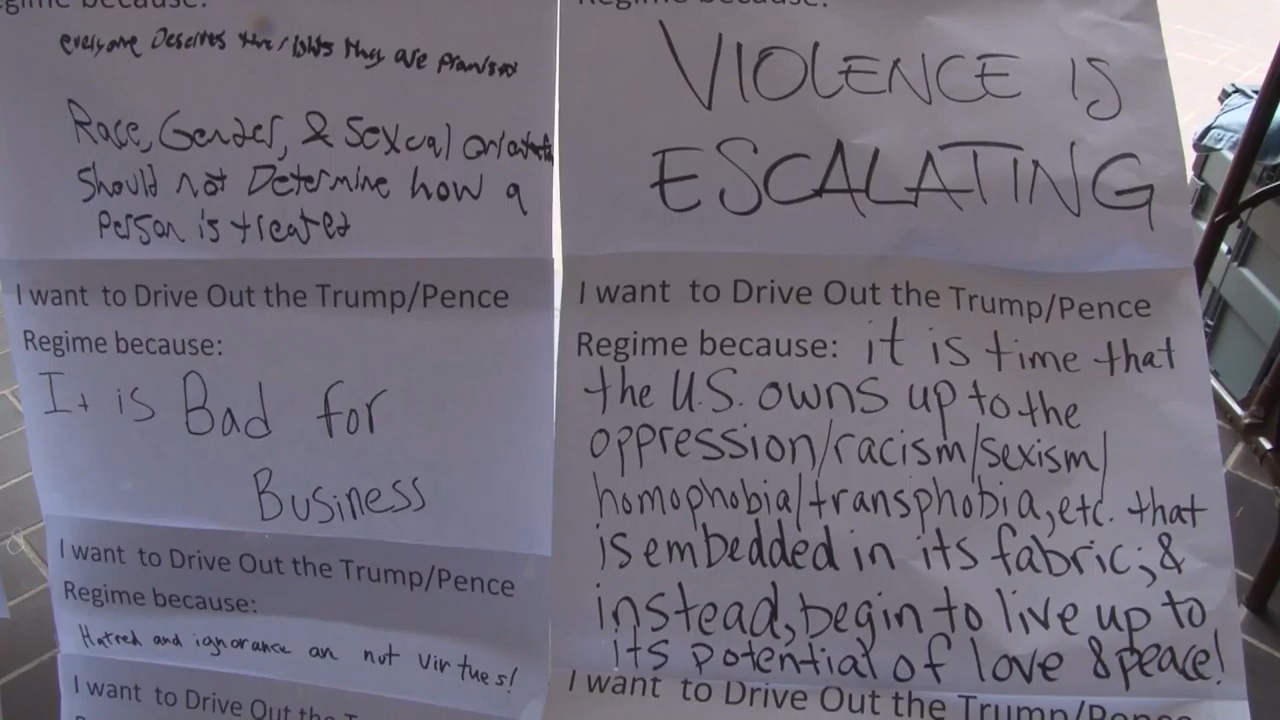 Regime because:
everyone Deserves the rights they are promised
Race, Gender, & Sexual orientation
Should not Determine how a
Person is treated
I want to Drive Out the Trump/Pence
Regime because:
It is Bad for
Business
I want to Drive Out the Trump/Pence
Regime because:
Hatred and ignorance are not virtues!
I want to Drive Out the T
Regime because:
VIOLENCE IS
ESCALATING
I want to Drive Out the Trump/Pence
Regime because: it is time that
the U.S. owns up to the
oppression/racism/sexism/
homophobia/transphobia, etc. that
is embedded in its fabric; &
instead, begin to live up to
its potential of love & peace!
I want to Drive Out the Trump/Pence